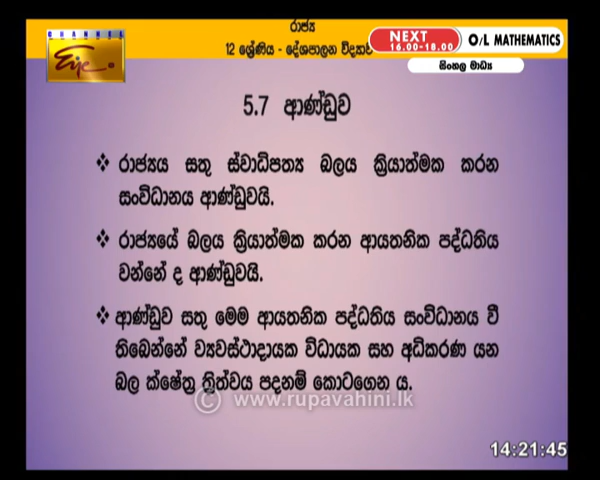 රාජ්‍ය
12 ශ්‍රේණිය - දේශපාලන
NEXT
16.00-18.00
O/L MATHEMATICS
සිංහල මාධ්‍ය
CHANNEL
Eye
5.7 ආණ්ඩුව
❖ රාජ්‍යය සතු ස්වාධිපත්‍ය බලය ක්‍රියාත්මක කරන
සංවිධානය ආණ්ඩුවයි.
❖ රාජ්‍යයේ බලය ක්‍රියාත්මක කරන ආයතනික පද්ධතිය
වන්නේ ද ආණ්ඩුවයි.
❖ ආණ්ඩුව සතු මෙම ආයතනික පද්ධතිය සංවිධානය වී
තිබෙන්නේ ව්‍යවස්ථාදායක විධායක සහ අධිකරණ යන
බල ක්ෂේත්‍ර ත්‍රිත්වය පදනම් කොටගෙන ය.
© www.rupavahini.lk
14:21:45